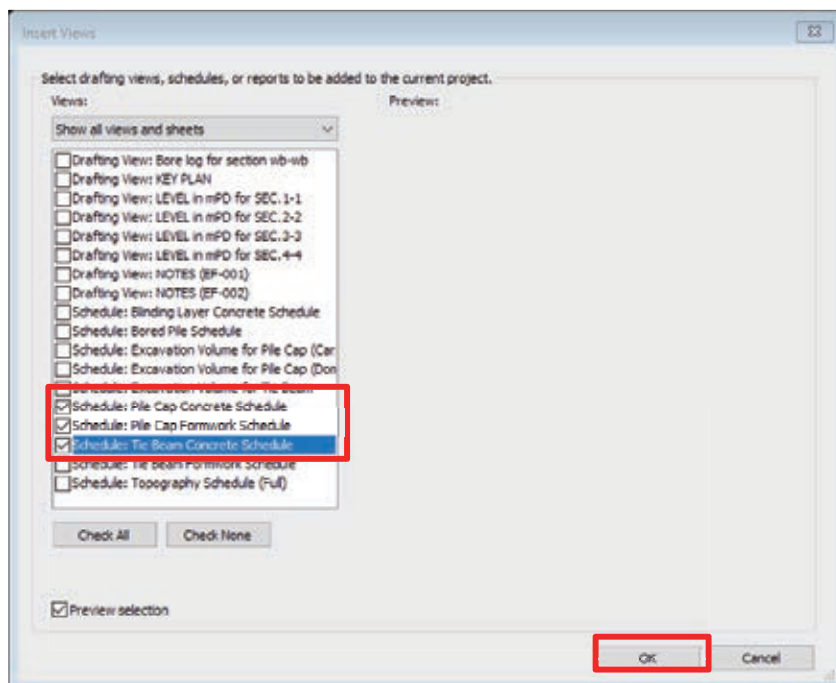 Insert Views
Select drafting views, schedules, or reports to be added to the current project.
Views:
Preview:
Show all views and sheets
Drafting View: Bore log for section wb-wb
Drafting View: KEY PLAN
Drafting View: LEVEL in mPD for SEC.1-1
Drafting View: LEVEL in mPD for SEC.2-2
Drafting View: LEVEL in mPD for SEC.3-3
Drafting View: LEVEL in mPD for SEC.4-4
Drafting View: NOTES (EF-001)
Drafting View: NOTES (EF-002)
Schedule: Blinding Layer Concrete Schedule
Schedule: Bored Pile Schedule
Schedule: Excavation Volume for Pile Cap (Car
Schedule: Excavation Volume for Pile Cap (Don
Schedule: Excavation Volume for Tie Beam
Schedule: Pile Cap Concrete Schedule
Schedule: Pile Cap Formwork Schedule
Schedule: Tie Beam Concrete Schedule
Schedule: Tie Beam Formwork Schedule
Schedule: Topography Schedule (Full)
Check All
Check None
Preview selection
OK
Cancel